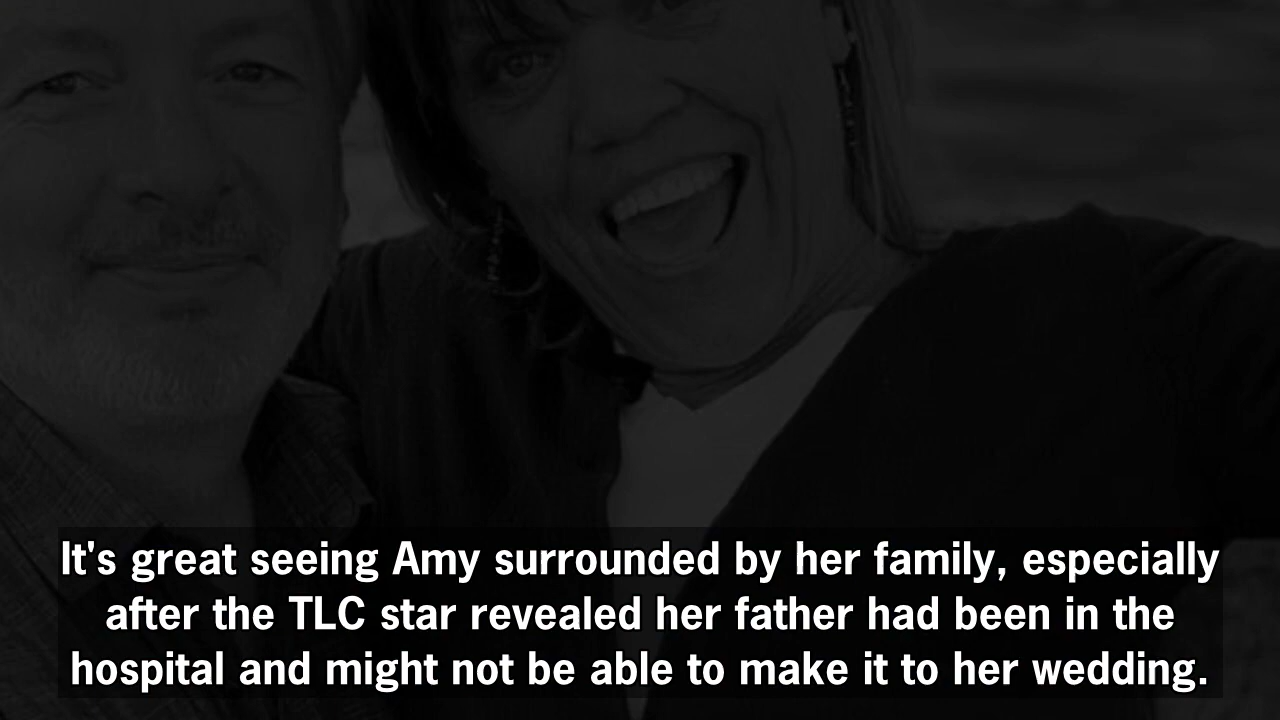 It's great seeing Amy surrounded by her family, especially
after the TLC star revealed her father had been in the
hospital and might not be able to make it to her wedding.